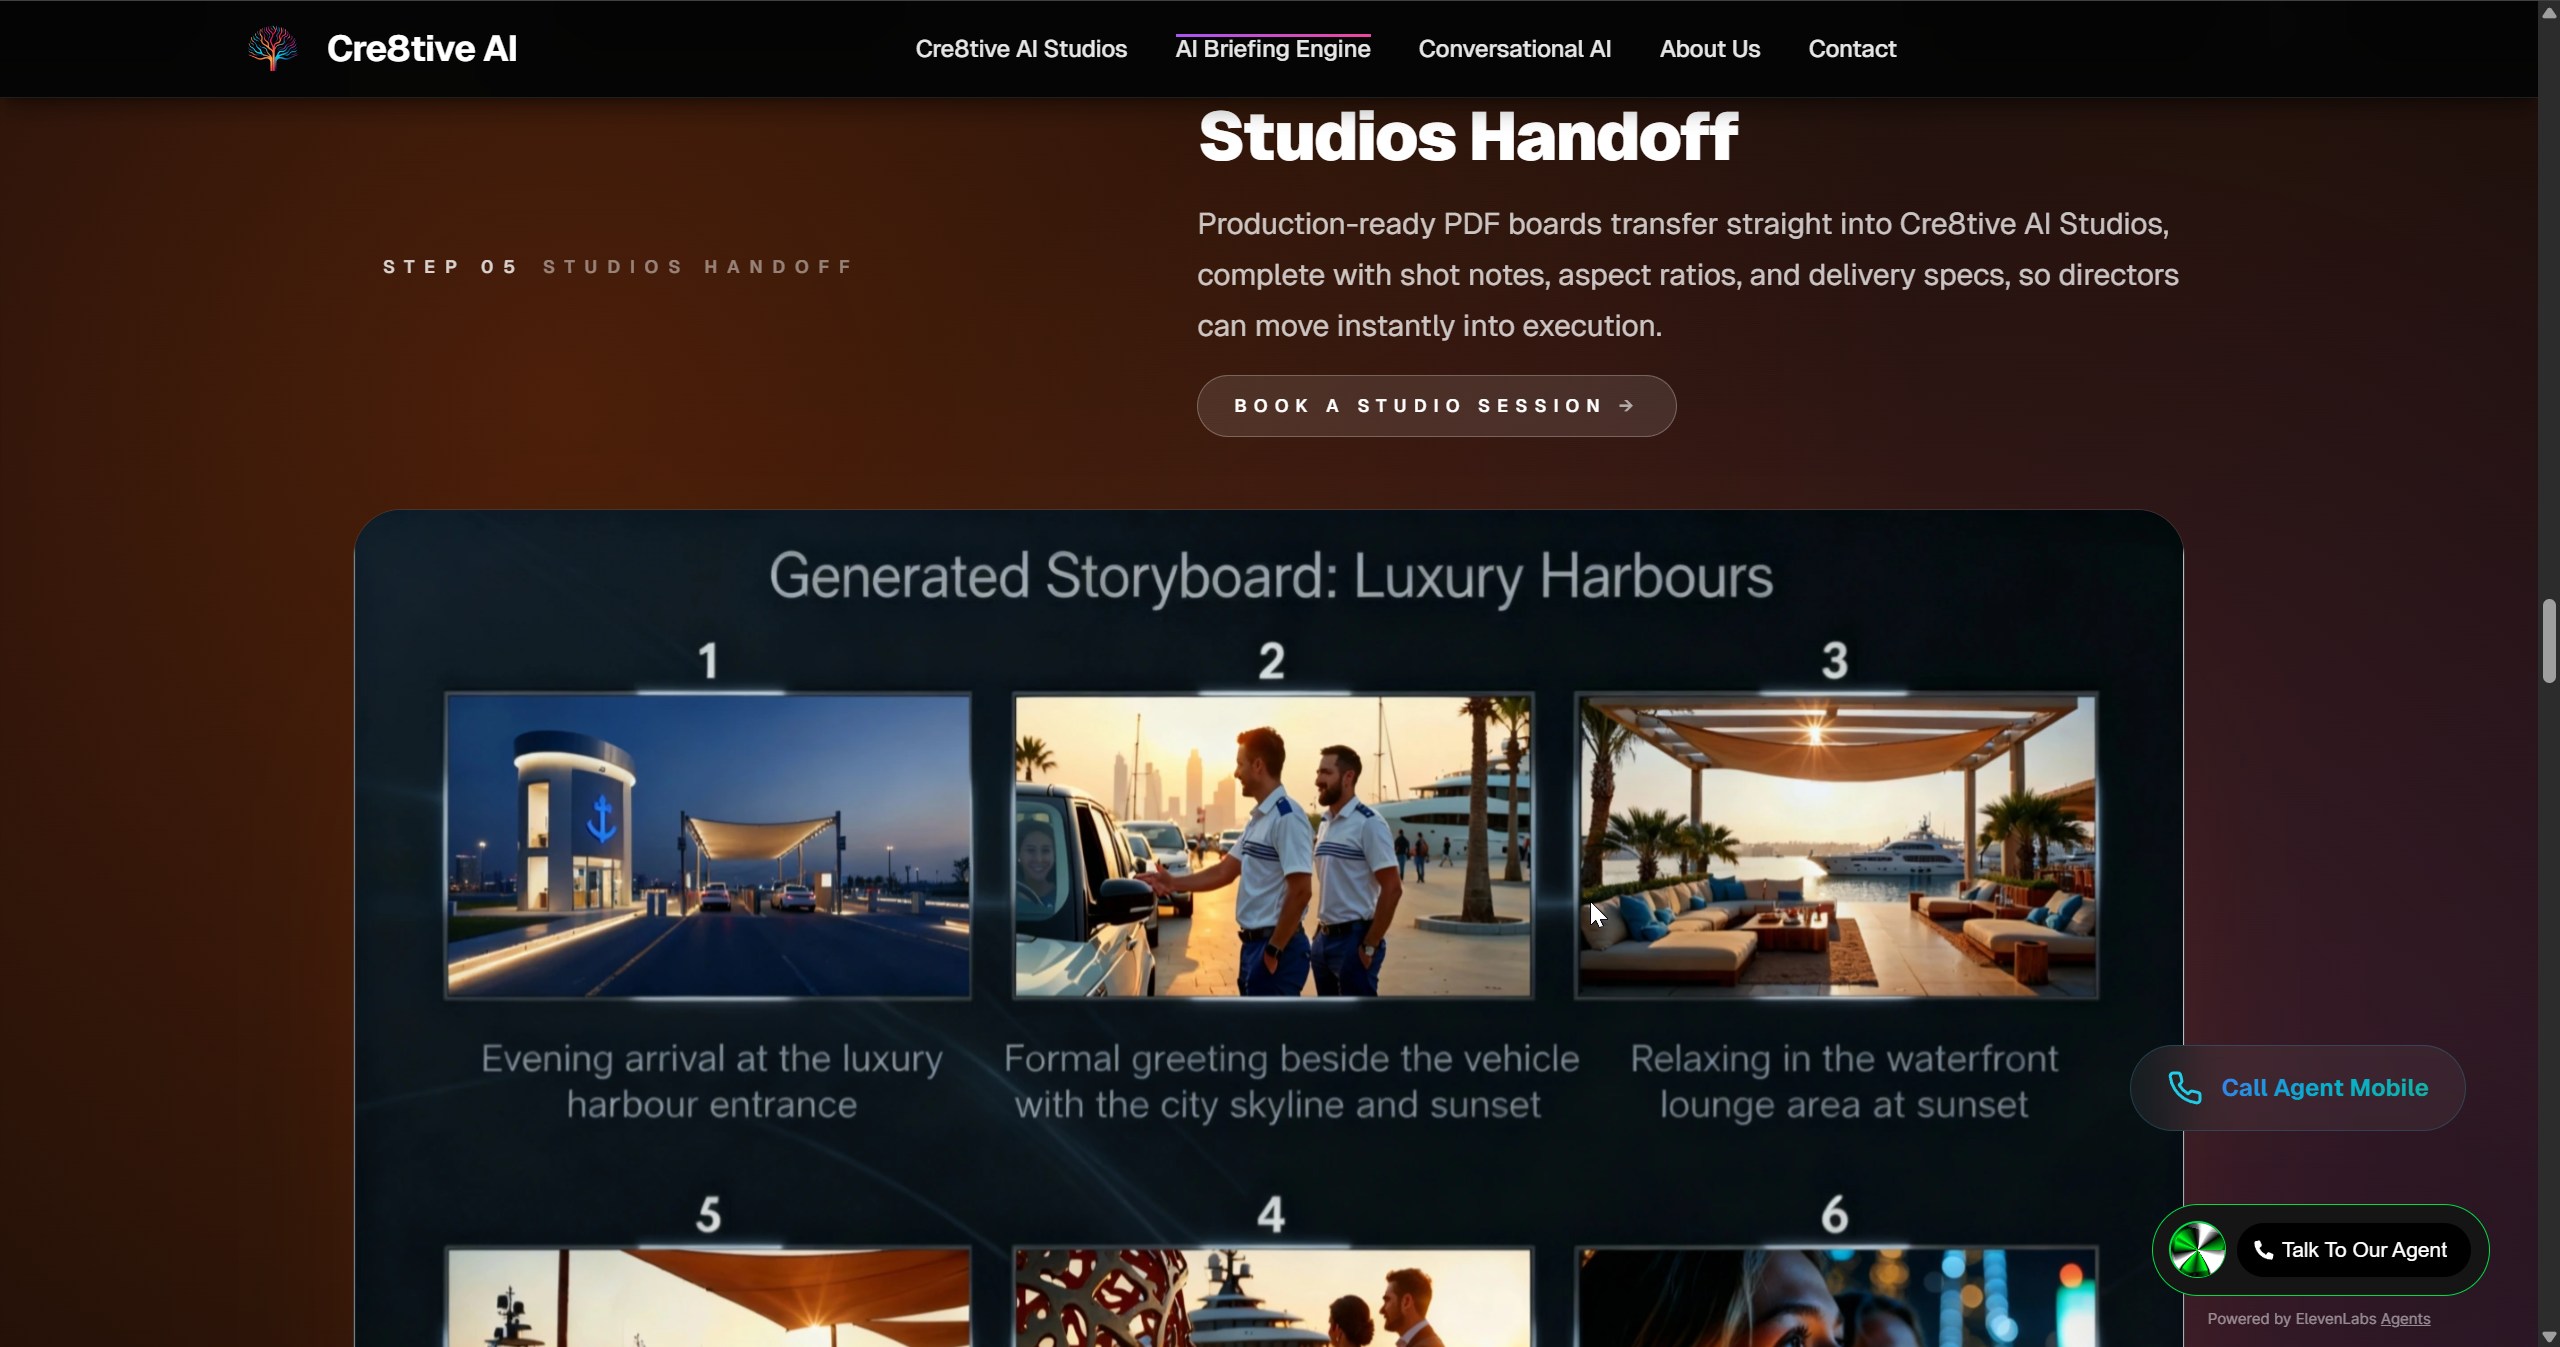 Cre8tive AI
Cre8tive AI Studios
AI Briefing Engine
Conversational AI
About Us
Contact
Studios Handoff
STEP 05 STUDIOS HANDOFF
Production-ready PDF boards transfer straight into Cre8tive AI Studios,
complete with shot notes, aspect ratios, and delivery specs, so directors
can move instantly into execution.
BOOK A STUDIO SESSION →
Generated Storyboard: Luxury Harbours
1
2
3
Evening arrival at the luxury
harbour entrance
Formal greeting beside the vehicle
with the city skyline and sunset
Relaxing in the waterfront
lounge area at sunset
5
4
6
Call Agent Mobile
Talk To Our Agent
Powered by ElevenLabs Agents